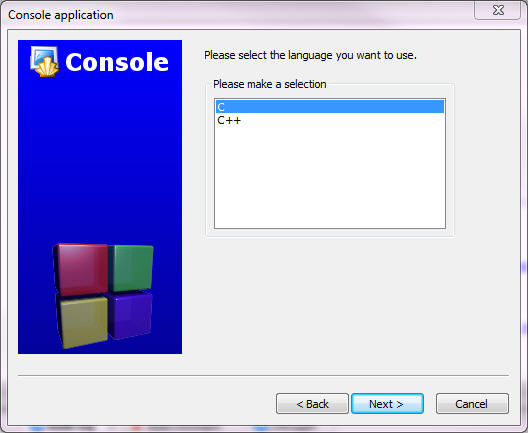 Console application
Console
Please select the language you want to use.
Please make a selection
C
C++
< Back
Next >
Cancel